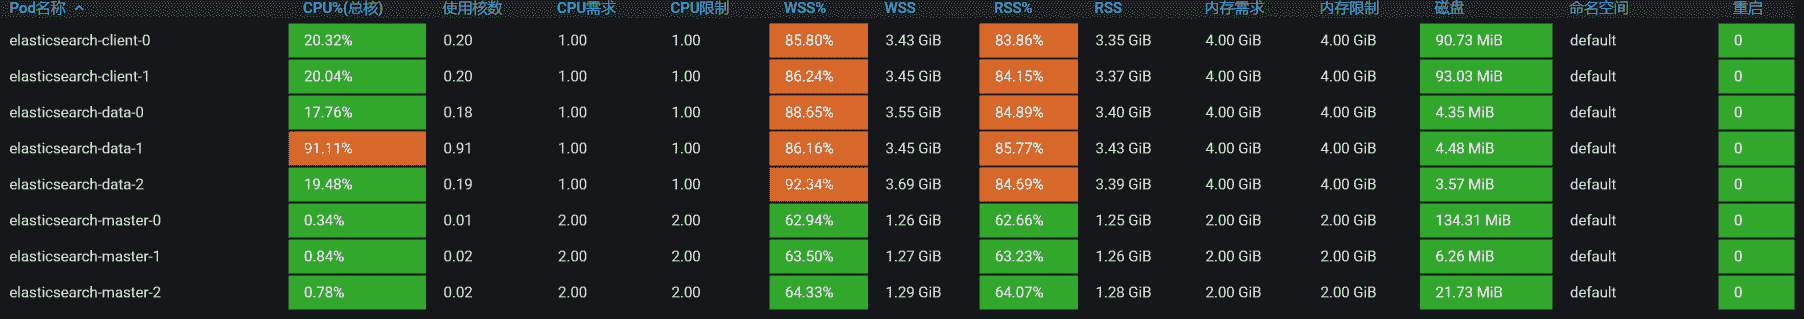 Pod名称 CPU%(总核) 使用核数 CPU需求 CPU限制 WSS% WSS RSS% RSS 内存需求 内存限制 磁盘 命名空间 重启
elasticsearch-client-0 20.32% 0.20 1.00 1.00 85.80% 3.43 GiB 83.86% 3.35 GiB 4.00 GiB 4.00 GiB 90.73 MiB default 0
elasticsearch-client-1 20.04% 0.20 1.00 1.00 86.24% 3.45 GiB 84.15% 3.37 GiB 4.00 GiB 4.00 GiB 93.03 MiB default 0
elasticsearch-data-0 17.76% 0.18 1.00 1.00 88.65% 3.55 GiB 84.89% 3.40 GiB 4.00 GiB 4.00 GiB 4.35 MiB default 0
elasticsearch-data-1 91.11% 0.91 1.00 1.00 86.16% 3.45 GiB 85.77% 3.43 GiB 4.00 GiB 4.00 GiB 4.48 MiB default 0
elasticsearch-data-2 19.48% 0.19 1.00 1.00 92.34% 3.69 GiB 84.69% 3.39 GiB 4.00 GiB 4.00 GiB 3.57 MiB default 0
elasticsearch-master-0 0.34% 0.01 2.00 2.00 62.94% 1.26 GiB 62.66% 1.25 GiB 2.00 GiB 2.00 GiB 134.31 MiB default 0
elasticsearch-master-1 0.84% 0.02 2.00 2.00 63.50% 1.27 GiB 63.23% 1.26 GiB 2.00 GiB 2.00 GiB 6.26 MiB default 0
elasticsearch-master-2 0.78% 0.02 2.00 2.00 64.33% 1.29 GiB 64.07% 1.28 GiB 2.00 GiB 2.00 GiB 21.73 MiB default 0